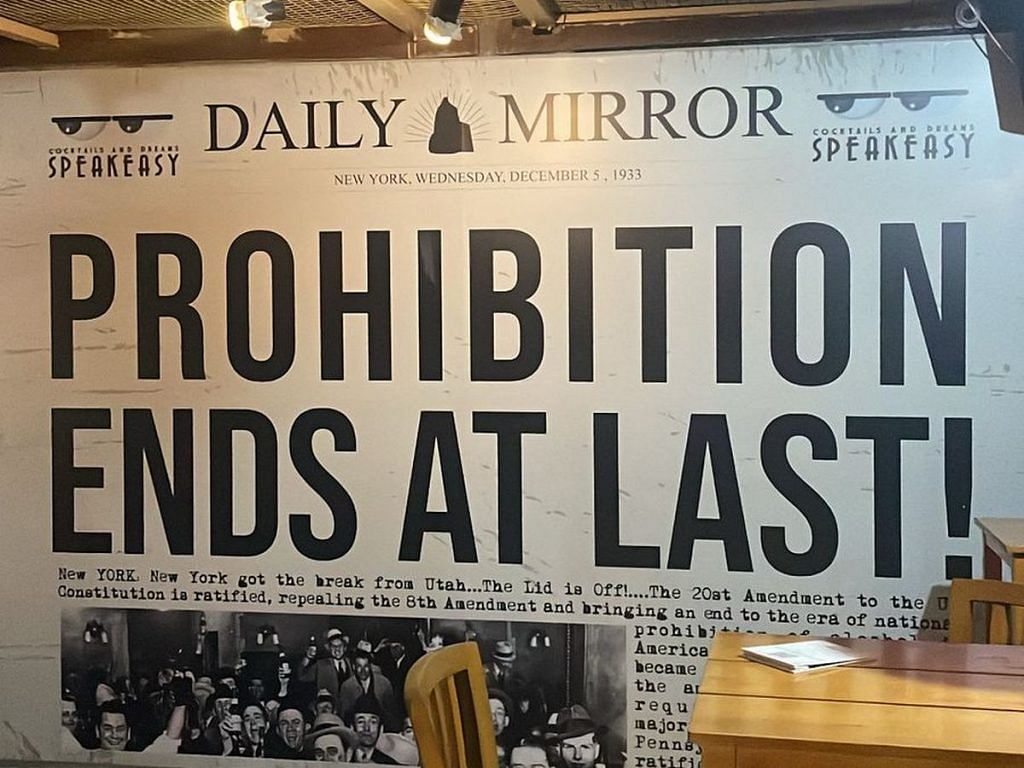 COCKTAILS AND DREAMS
SPEAKEASY
DAILY MIRROR
COCKTAILS AND DREAMS
SPEAKEASY
NEW YORK, WEDNESDAY, DECEMBER 5 , 1933
PROHIBITION
ENDS AT LAST!
New YORK. New York got the break from Utah...The Lid is Off!....The 20st Amendment to the U
Constitution is ratified, repealing the 8th Amendment and bringing an end to the era of nationa
prohibition of alcohol
America
became
the a
requ
major
Penns
ratifi